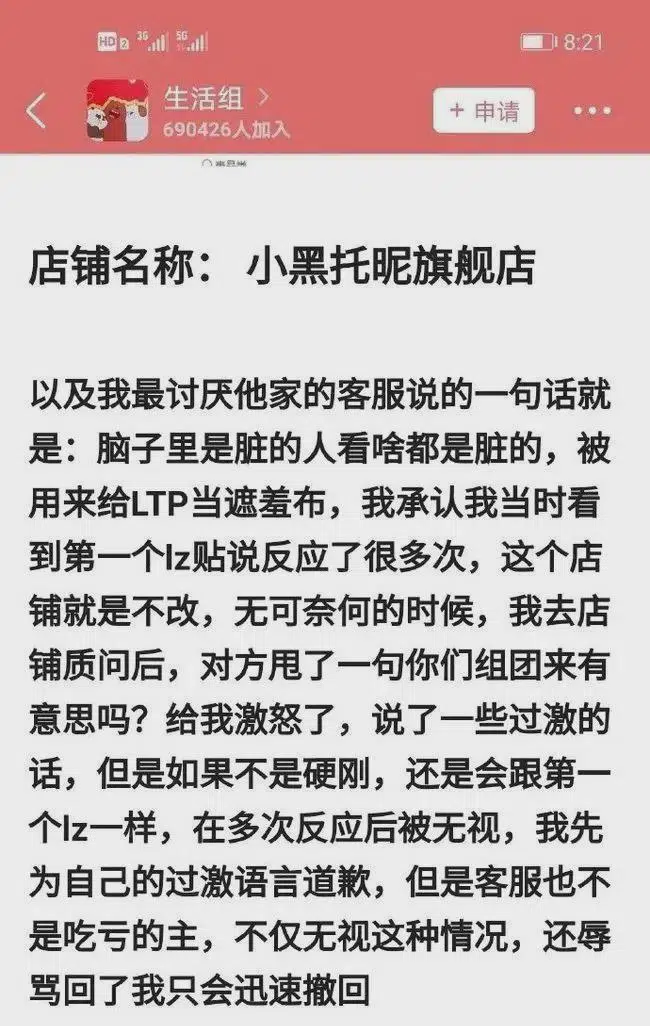 HD 2 3G 5G 8:21
生活组
690426人加入
+ 申请
店铺名称： 小黑托昵旗舰店
以及我最讨厌他家的客服说的一句话就
是：脑子里是脏的人看啥都是脏的，被
用来给LTP当遮羞布，我承认我当时看
到第一个lz贴说反应了很多次，这个店
铺就是不改，无可奈何的时候，我去店
铺质问后，对方甩了一句你们组团来有
意思吗？给我激怒了，说了一些过激的
话，但是如果不是硬刚，还是会跟第一
个lz一样，在多次反应后被无视，我先
为自己的过激语言道歉，但是客服也不
是吃亏的主，不仅无视这种情况，还辱
骂回了我只会迅速撤回